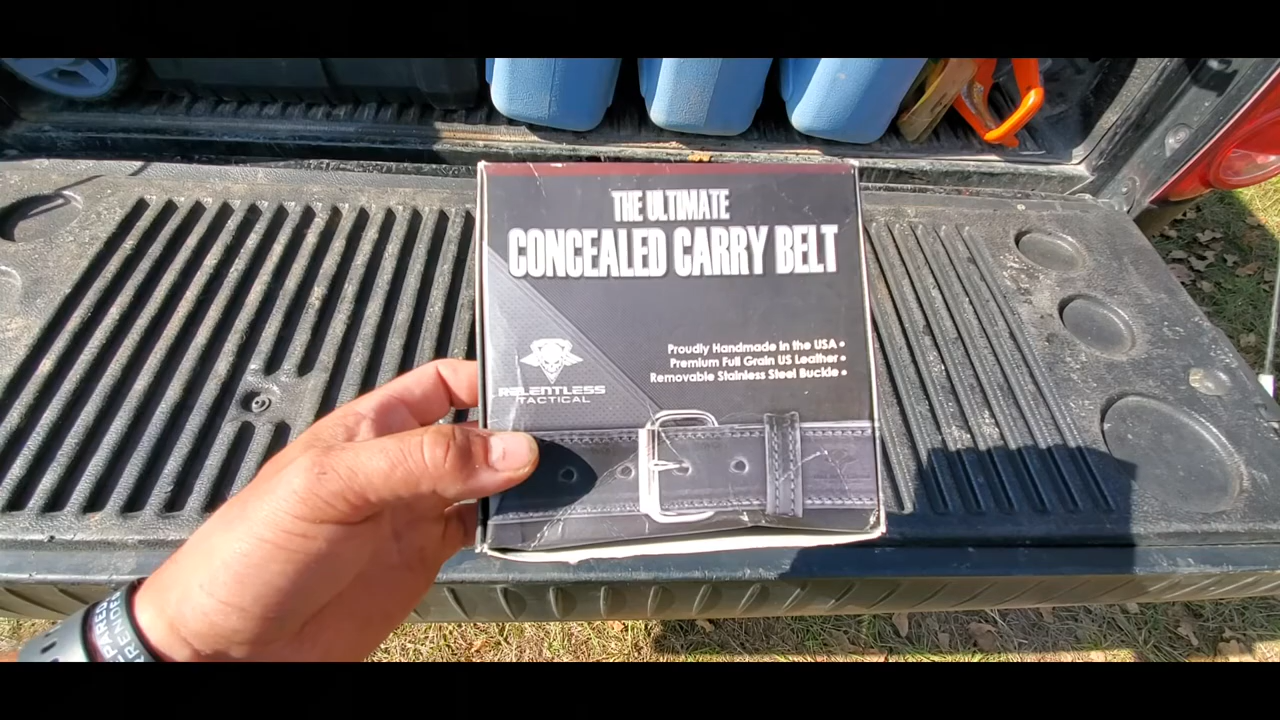 THE ULTIMATE
CONCEALED CARRY BELT
Proudly Handmade in the USA •
Premium Full Grain US Leather •
Removable Stainless Steel Buckle •
RELENTLESS
TACTICAL